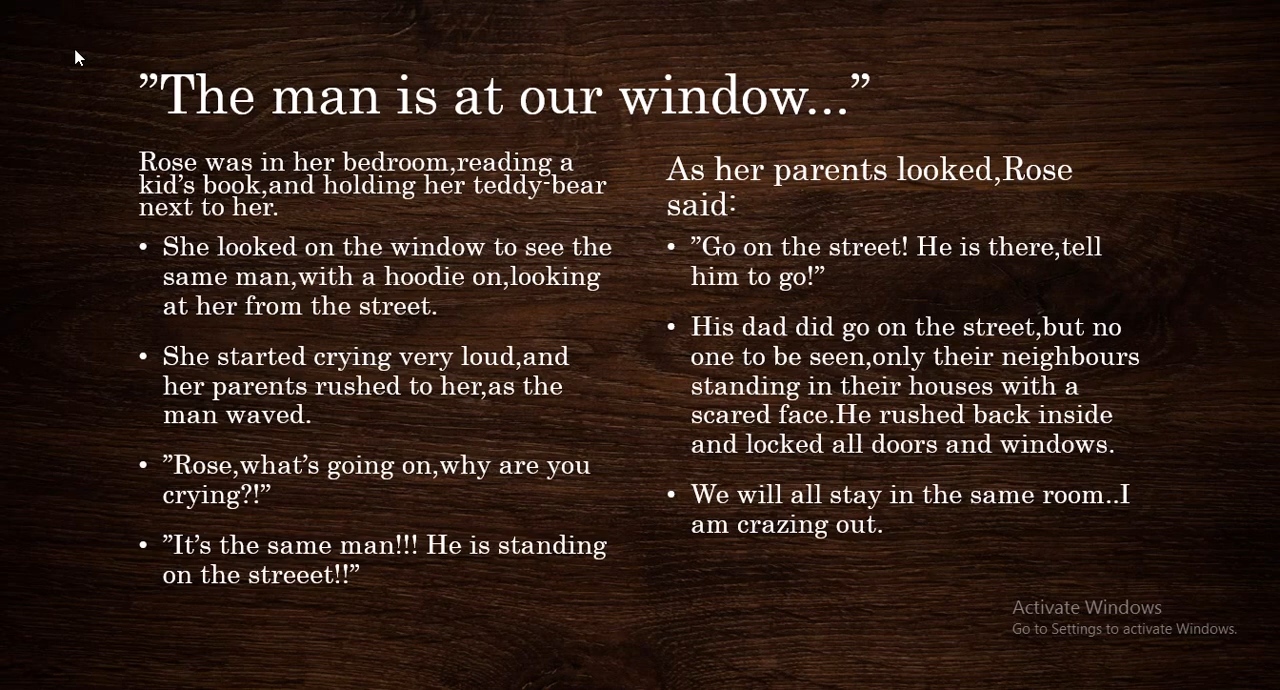 ”The man is at our window...”
Rose was in her bedroom,reading a
kid’s book,and holding her teddy-bear
next to her.
• She looked on the window to see the
same man,with a hoodie on,looking
at her from the street.
• She started crying very loud,and
her parents rushed to her,as the
man waved.
• ”Rose,what’s going on,why are you
crying?!”
• ”It’s the same man!!! He is standing
on the streeet!!”
As her parents looked,Rose
said:
• ”Go on the street! He is there,tell
him to go!”
• His dad did go on the street,but no
one to be seen,only their neighbours
standing in their houses with a
scared face.He rushed back inside
and locked all doors and windows.
• We will all stay in the same room..I
am crazing out.
Activate Windows
Go to Settings to activate Windows.